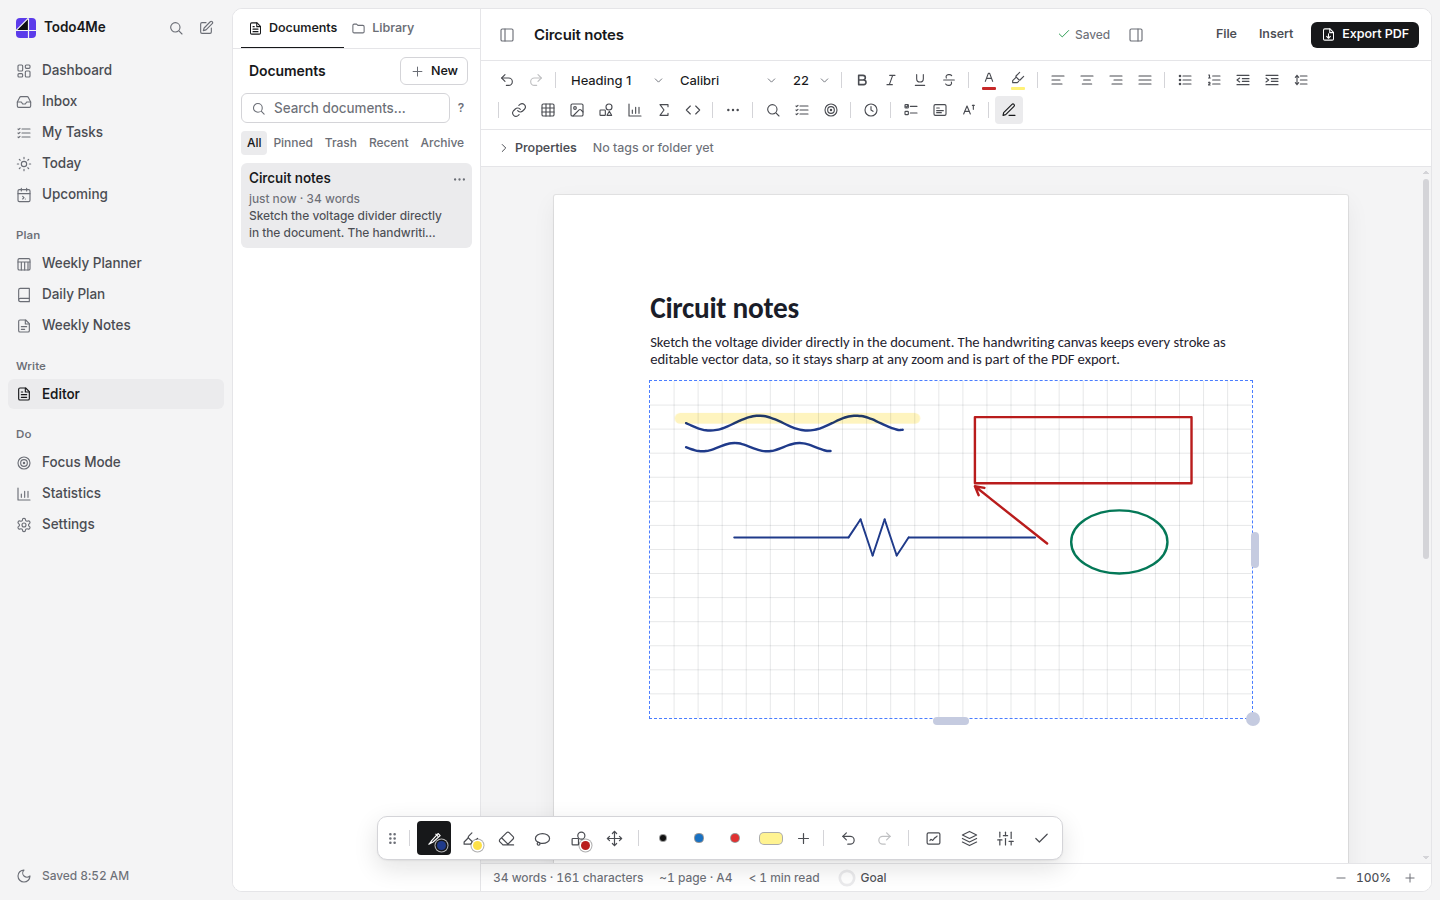 Todo4Me
Dashboard
Inbox
My Tasks
Today
Upcoming
Plan
Weekly Planner
Daily Plan
Weekly Notes
Write
Editor
Do
Focus Mode
Statistics
Settings
Saved 8:52 AM
Documents
Library
Documents
New
Search documents...
?
All
Pinned
Trash
Recent
Archive
Circuit notes
just now · 34 words
Sketch the voltage divider directly
in the document. The handwriti...
Circuit notes
Saved
File
Insert
Export PDF
Heading 1
Calibri
22
Properties
No tags or folder yet
Circuit notes
Sketch the voltage divider directly in the document. The handwriting canvas keeps every stroke as
editable vector data, so it stays sharp at any zoom and is part of the PDF export.
34 words · 161 characters
~1 page · A4
< 1 min read
Goal
100%